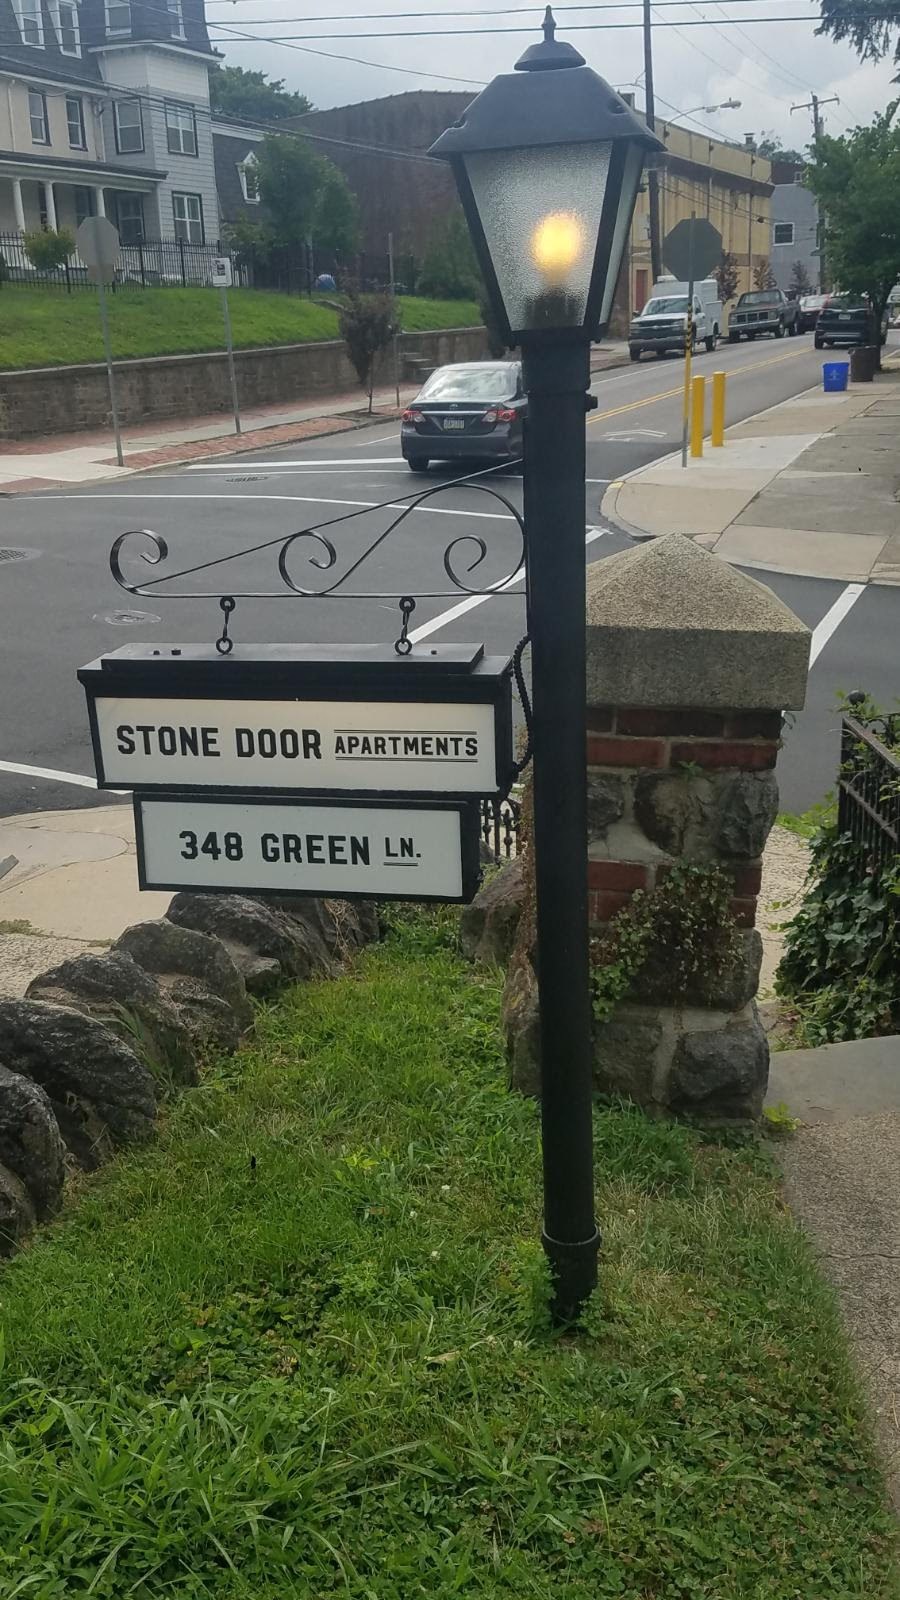 STONE DOOR APARTMENTS
348 GREEN LN.